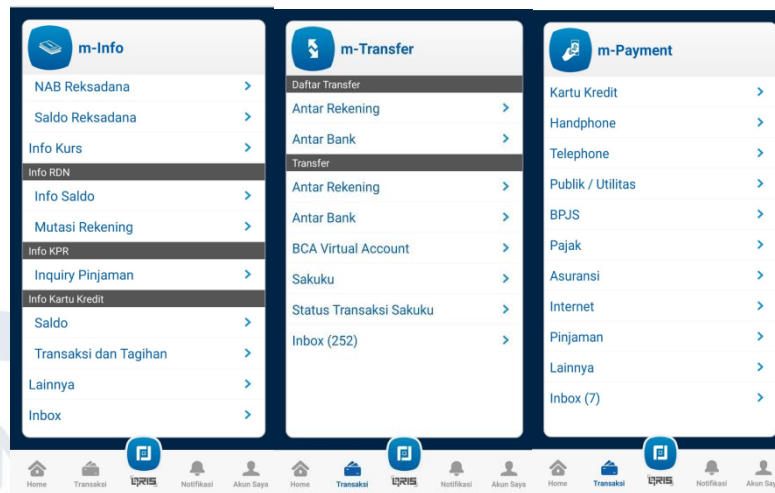 m-Info
NAB Reksadana
Saldo Reksadana
Info Kurs
Info RDN
Info Saldo
Mutasi Rekening
Info KPR
Inquiry Pinjaman
Info Kartu Kredit
Saldo
Transaksi dan Tagihan
Lainnya
Inbox
Home Transaksi QRIS Notifikasi Akun Saya
m-Transfer
Daftar Transfer
Antar Rekening
Antar Bank
Transfer
Antar Rekening
Antar Bank
BCA Virtual Account
Sakuku
Status Transaksi Sakuku
Inbox (252)
Home Transaksi QRIS Notifikasi Akun Saya
m-Payment
Kartu Kredit
Handphone
Telephone
Publik / Utilitas
BPJS
Pajak
Asuransi
Internet
Pinjaman
Lainnya
Inbox (7)
Home Transaksi QRIS Notifikasi Akun Say